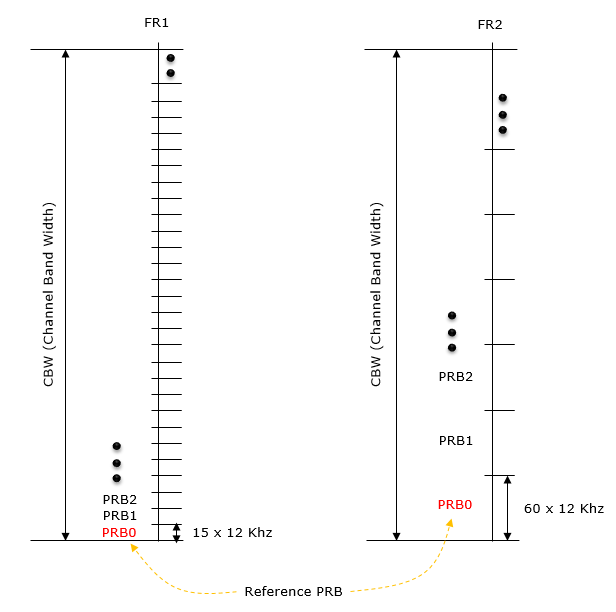 FR1
FR2
CBW (Channel Band Width)
CBW (Channel Band Width)
PRB2
PRB1
PRB0
15 x 12 Khz
PRB2
PRB1
PRB0
60 x 12 Khz
Reference PRB